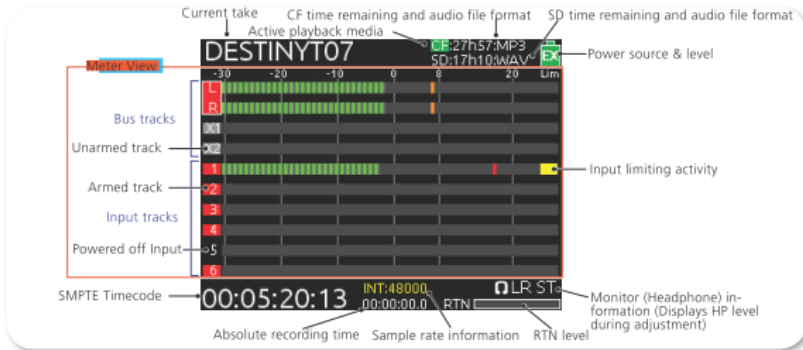 Current take
CF time remaining and audio file format
SD time remaining and audio file format
Active playback media
DESTINYT07
CF:27h57:MP3
SD:17h10:WAV
EX
Power source & level
Meter View
-30 -20 -10 0 8 20 Lim
L
R
Bus tracks
X1
Unarmed track
X2
1
Input limiting activity
Armed track
2
Input tracks
3
4
Powered off Input
5
6
SMPTE Timecode
00:05:20:13
INT:48000
00:00:00.0
RTN
LR ST
Monitor (Headphone) in-
formation (Displays HP level
during adjustment)
Absolute recording time
Sample rate information
RTN level